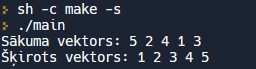 sh -c make -s
./main
Sākuma vektors: 5 2 4 1 3
Šķirots vektors: 1 2 3 4 5